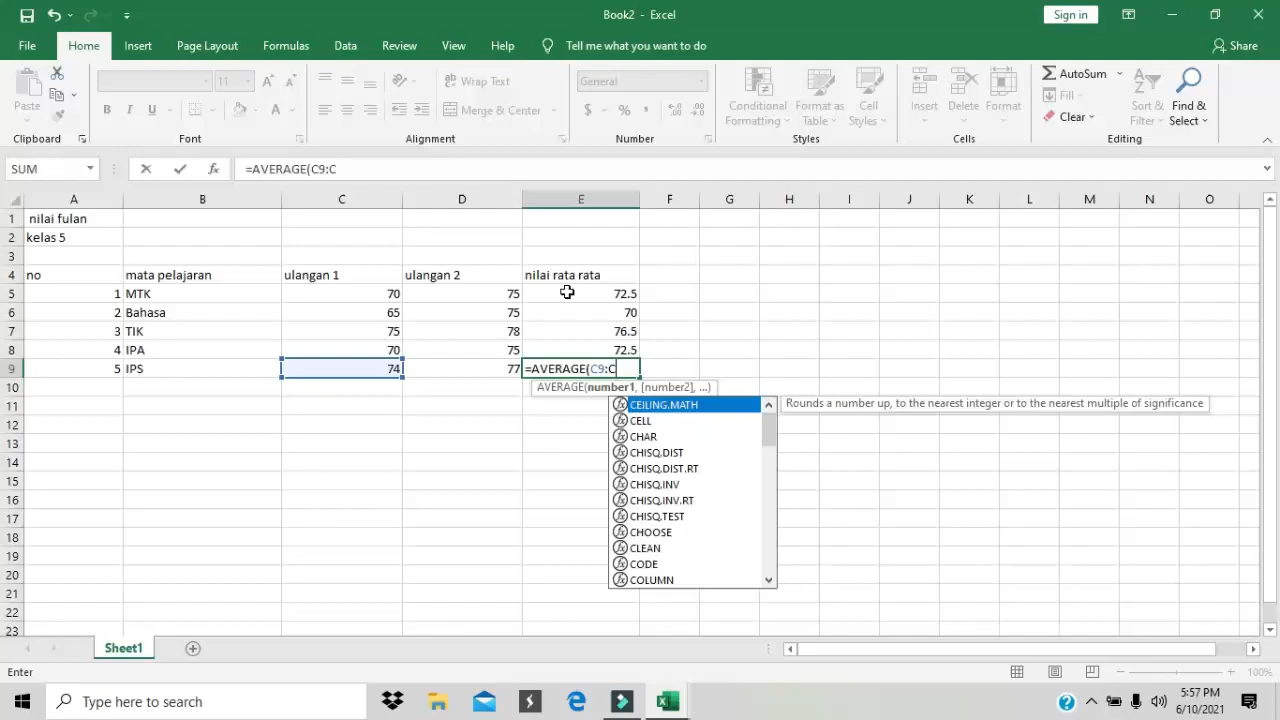 Book2 - Excel
Sign in
File Home Insert Page Layout Formulas Data Review View Help Tell me what you want to do Share
Paste
11
B I U
A A A
Wrap Text
Merge & Center
General
$ % ,
Conditional Formatting
Format as Table
Cell Styles
Insert
Delete
Format
AutoSum
Fill
Clear
Sort & Filter
Find & Select
Clipboard Font Alignment Number Styles Cells Editing
SUM fx =AVERAGE(C9:C
A B C D E F G H I J K L M N O
1 nilai fulan
2 kelas 5
3
4 no mata pelajaran ulangan 1 ulangan 2 nilai rata rata
5 1 MTK 70 75 72.5
6 2 Bahasa 65 75 70
7 3 TIK 75 78 76.5
8 4 IPA 70 75 72.5
9 5 IPS 74 77 =AVERAGE(C9:C
10 AVERAGE(number1, [number2], ...)
11 CEILING.MATH Rounds a number up, to the nearest integer or to the nearest multiple of significance
12 CELL
13 CHAR
CHISQ.DIST
14 CHISQ.DIST.RT
15 CHISQ.INV
16 CHISQ.INV.RT
17 CHISQ.TEST
18 CHOOSE
19 CLEAN
CODE
20 COLUMN
21
22
23
Sheet1
Enter 100%
Type here to search
5:57 PM
6/10/2021